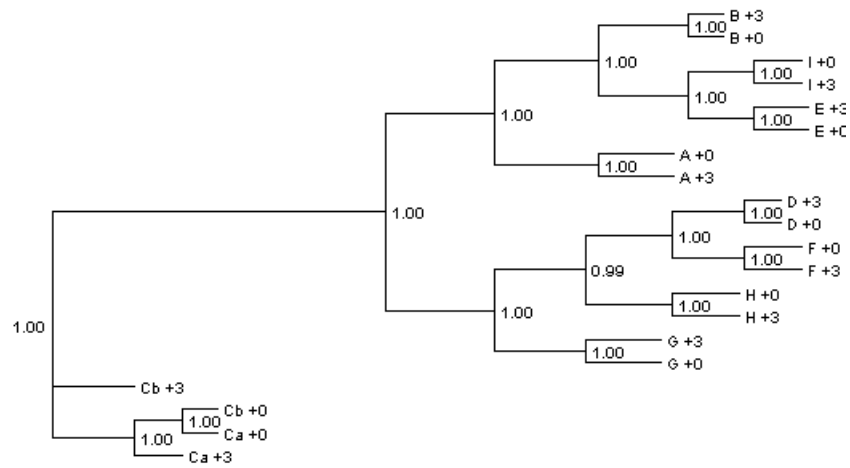 B +3
1.00
B +0
1.00
I +0
1.00
I +3
1.00
E +3
1.00
E +0
1.00
A +0
1.00
A +3
1.00
D +3
1.00
D +0
1.00
F +0
1.00
F +3
0.99
H +0
1.00
H +3
1.00
G +3
1.00
G +0
1.00
Cb +3
Cb +0
1.00
Ca +0
1.00
Ca +3